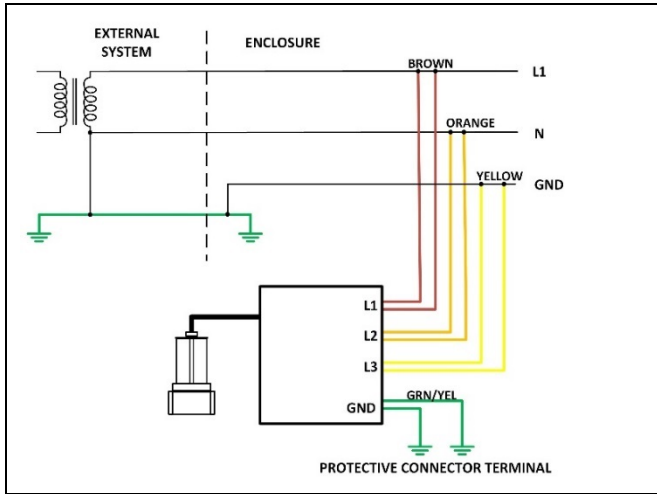 EXTERNAL
SYSTEM
ENCLOSURE
BROWN
L1
ORANGE
N
YELLOW
GND
L1
L2
L3
GND
GRN/YEL
PROTECTIVE CONNECTOR TERMINAL